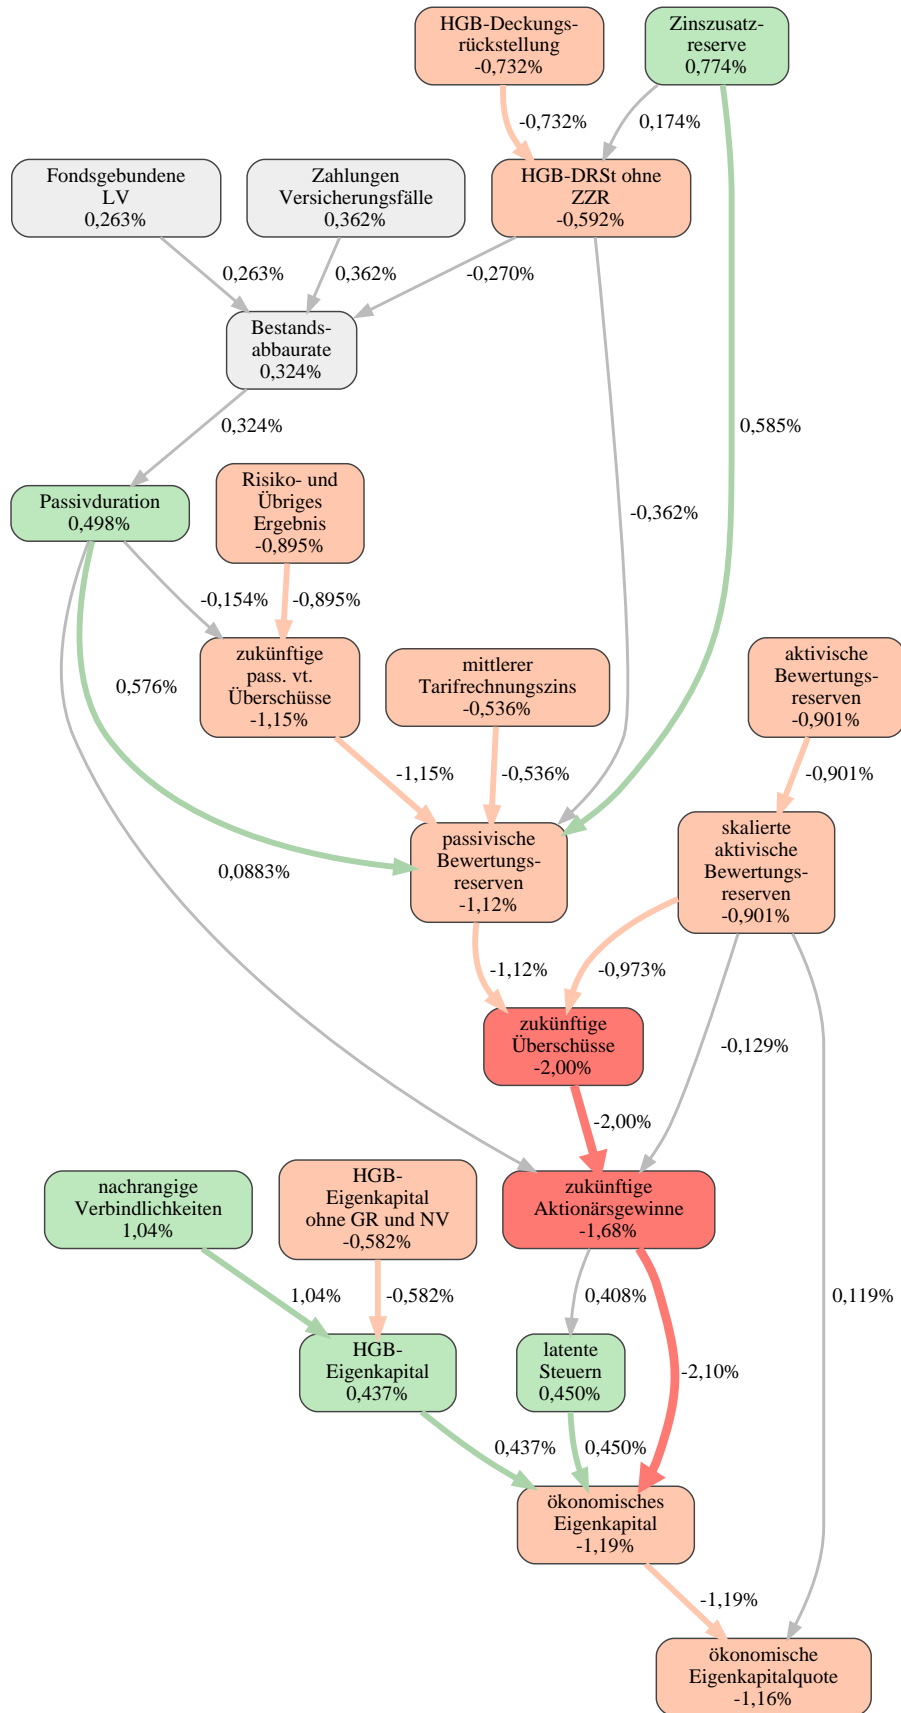 HGB-Deckungs-
rückstellung
-0,732%
Zinszusatz-
reserve
0,774%
-0,732%
0,174%
Fondsgebundene
LV
0,263%
Zahlungen
Versicherungsfälle
0,362%
HGB-DRSt ohne
ZZR
-0,592%
0,263%
0,362%
-0,270%
Bestands-
abbaurate
0,324%
0,324%
0,585%
Passivduration
0,498%
Risiko- und
Übriges
Ergebnis
-0,895%
-0,362%
-0,154%
-0,895%
zukünftige
pass. vt.
Überschüsse
-1,15%
mittlerer
Tarifrechnungszins
-0,536%
aktivische
Bewertungs-
reserven
-0,901%
0,576%
-1,15%
-0,536%
-0,901%
passivische
Bewertungs-
reserven
-1,12%
skalierte
aktivische
Bewertungs-
reserven
-0,901%
0,0883%
-1,12%
-0,973%
zukünftige
Überschüsse
-2,00%
-0,129%
-2,00%
nachrangige
Verbindlichkeiten
1,04%
HGB-
Eigenkapital
ohne GR und NV
-0,582%
zukünftige
Aktionärsgewinne
-1,68%
1,04%
-0,582%
0,408%
0,119%
HGB-
Eigenkapital
0,437%
latente
Steuern
0,450%
-2,10%
0,437%
0,450%
ökonomisches
Eigenkapital
-1,19%
-1,19%
ökonomische
Eigenkapitalquote
-1,16%